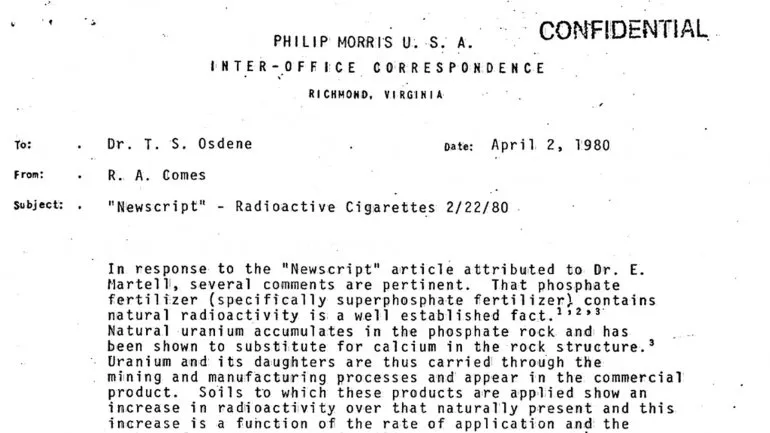 CONFIDENTIAL
PHILIP MORRIS U. S. A.
INTER-OFFICE CORRESPONDENCE
RICHMOND, VIRGINIA
To: . Dr. T. S. Osdene Date: April 2, 1980
From: . R. A. Comes
Subject: . "Newscript" - Radioactive Cigarettes 2/22/80
In response to the "Newscript" article attributed to Dr. E.
Martell, several comments are pertinent. That phosphate
fertilizer (specifically superphosphate fertilizer) contains
natural radioactivity is a well established fact.1,2,3
Natural uranium accumulates in the phosphate rock and has
been shown to substitute for calcium in the rock structure.3
Uranium and its daughters are thus carried through the
mining and manufacturing processes and appear in the commercial
product. Soils to which these products are applied show an
increase in radioactivity over that naturally present and this
increase is a function of the rate of application and the